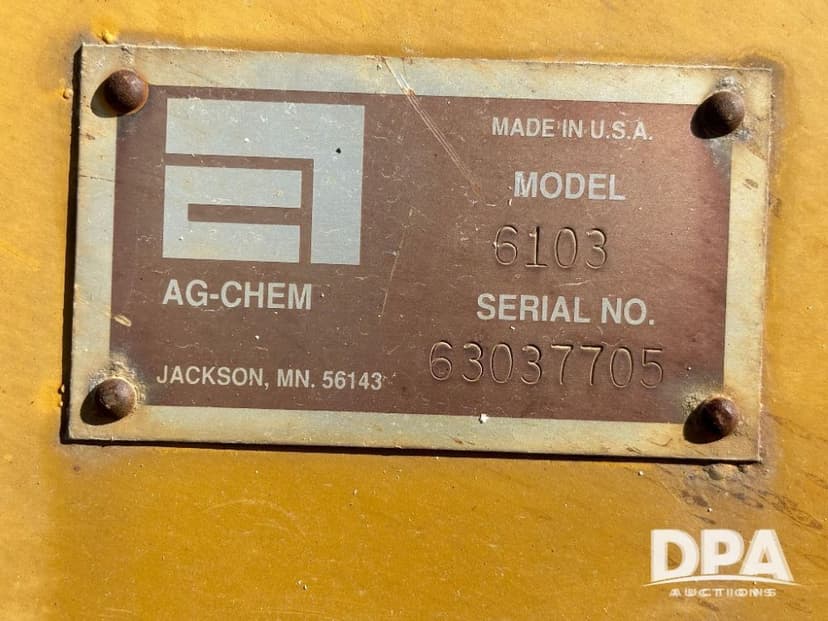 MADE IN U.S.A.
MODEL
6103
AG-CHEM
SERIAL NO.
JACKSON, MN. 56143
63037705
DPA
AUCTIONS